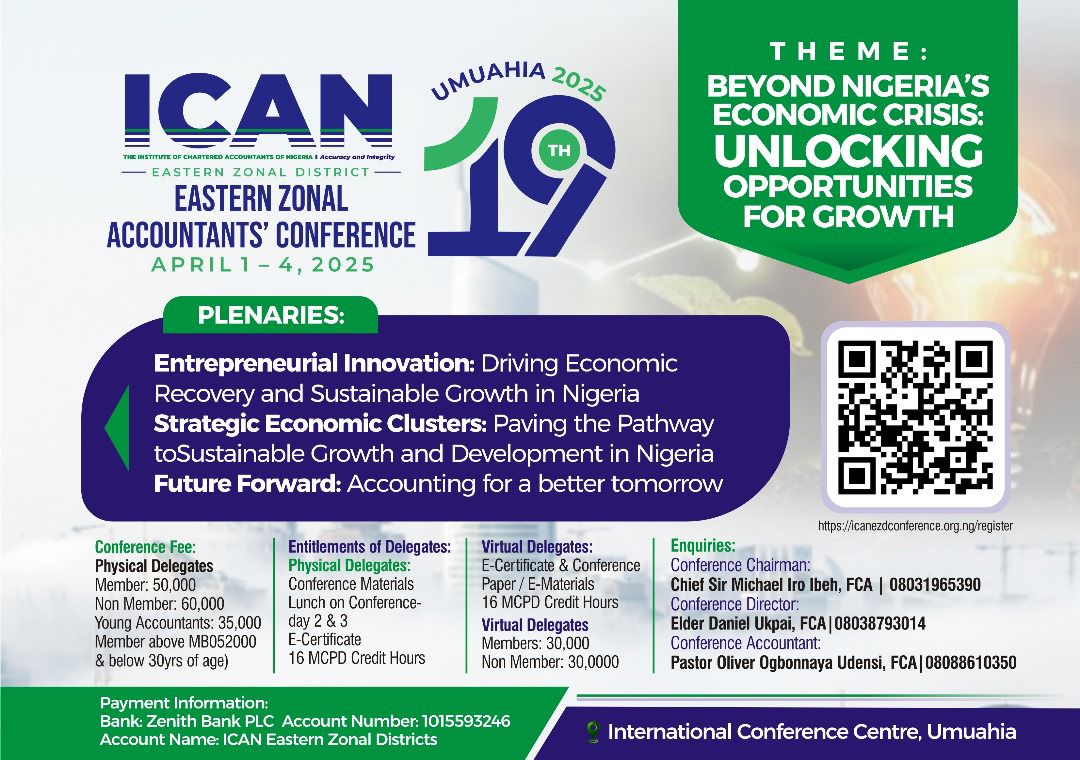 ICAN
THE INSTITUTE OF CHARTERED ACCOUNTANTS OF NIGERIA | Accuracy and Integrity
EASTERN ZONAL DISTRICT
EASTERN ZONAL
ACCOUNTANTS' CONFERENCE
APRIL 1 – 4, 2025
UMUAHIA 2025
19
TH
THEME:
BEYOND NIGERIA'S
ECONOMIC CRISIS:
UNLOCKING
OPPORTUNITIES
FOR GROWTH
PLENARIES:
Entrepreneurial Innovation: Driving Economic
Recovery and Sustainable Growth in Nigeria
Strategic Economic Clusters: Paving the Pathway
toSustainable Growth and Development in Nigeria
Future Forward: Accounting for a better tomorrow
https://icanezdconference.org.ng/register
Conference Fee:
Physical Delegates
Member: 50,000
Non Member: 60,000
Young Accountants: 35,000
Member above MB052000
& below 30yrs of age)
Entitlements of Delegates:
Physical Delegates:
Conference Materials
Lunch on Conference-
day 2 & 3
E-Certificate
16 MCPD Credit Hours
Virtual Delegates:
E-Certificate & Conference
Paper / E-Materials
16 MCPD Credit Hours
Virtual Delegates
Members: 30,000
Non Member: 30,0000
Enquiries:
Conference Chairman:
Chief Sir Michael Iro Ibeh, FCA | 08031965390
Conference Director:
Elder Daniel Ukpai, FCA|08038793014
Conference Accountant:
Pastor Oliver Ogbonnaya Udensi, FCA|08088610350
Payment Information:
Bank: Zenith Bank PLC Account Number: 1015593246
Account Name: ICAN Eastern Zonal Districts
International Conference Centre, Umuahia